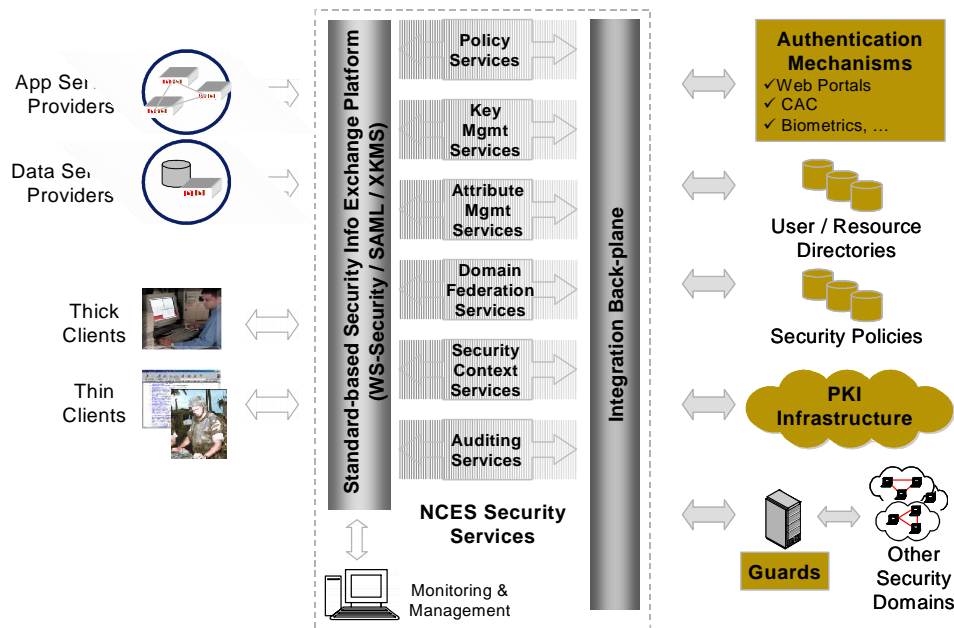 App Ser
Providers
Data Ser
Providers
Thick
Clients
Thin
Clients
Standard-based Security Info Exchange Platform
(WS-Security / SAML / XKMS)
Policy
Services
Key
Mgmt
Services
Attribute
Mgmt
Services
Domain
Federation
Services
Security
Context
Services
Auditing
Services
NCES Security
Services
Monitoring &
Management
Integration Back-plane
Authentication
Mechanisms
✓Web Portals
✓ CAC
✓ Biometrics, …
User / Resource
Directories
Security Policies
PKI
Infrastructure
Guards
Other
Security
Domains